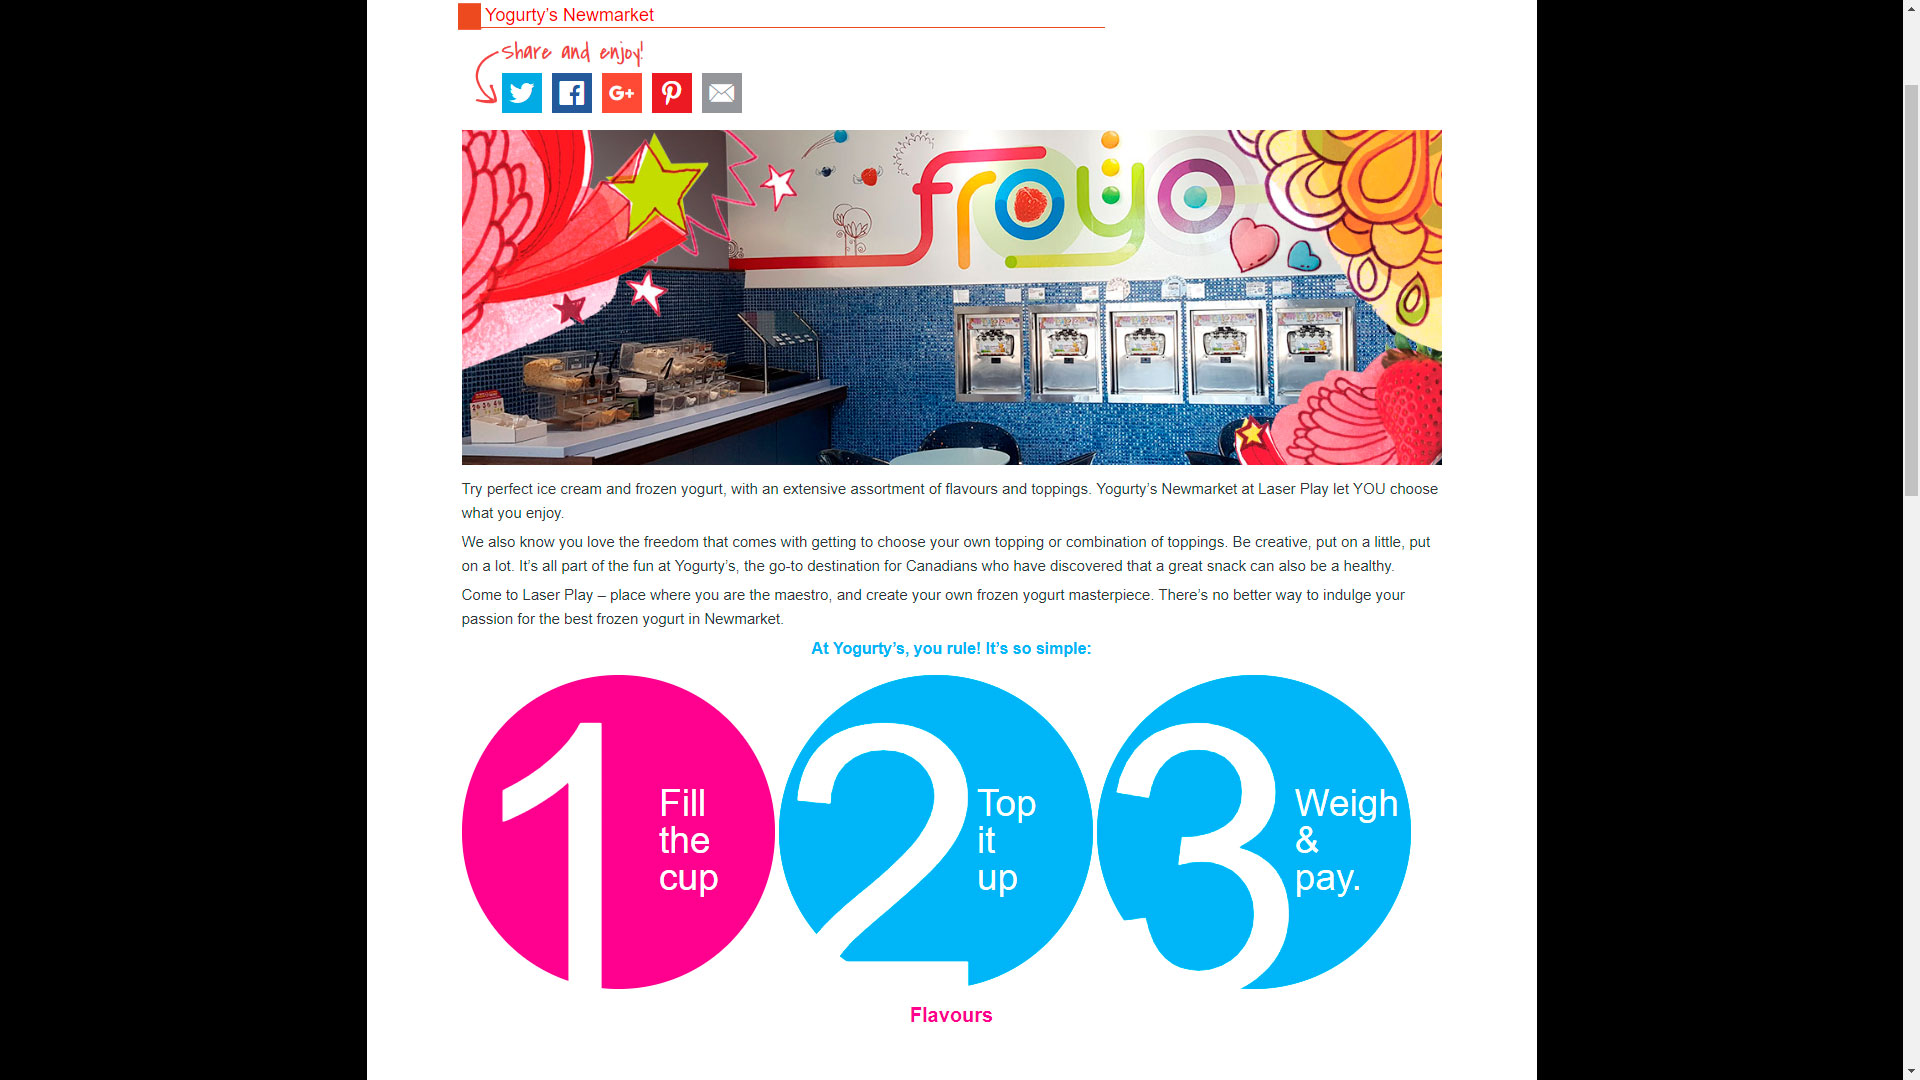 Yogurty’s Newmarket
Share and enjoy!
G+
froyo
Try perfect ice cream and frozen yogurt, with an extensive assortment of flavours and toppings. Yogurty’s Newmarket at Laser Play let YOU choose
what you enjoy.
We also know you love the freedom that comes with getting to choose your own topping or combination of toppings. Be creative, put on a little, put
on a lot. It’s all part of the fun at Yogurty’s, the go-to destination for Canadians who have discovered that a great snack can also be a healthy.
Come to Laser Play – place where you are the maestro, and create your own frozen yogurt masterpiece. There’s no better way to indulge your
passion for the best frozen yogurt in Newmarket.
At Yogurty’s, you rule! It’s so simple:
1 Fill
the
cup
2 Top
it
up
3 Weigh
&
pay.
Flavours